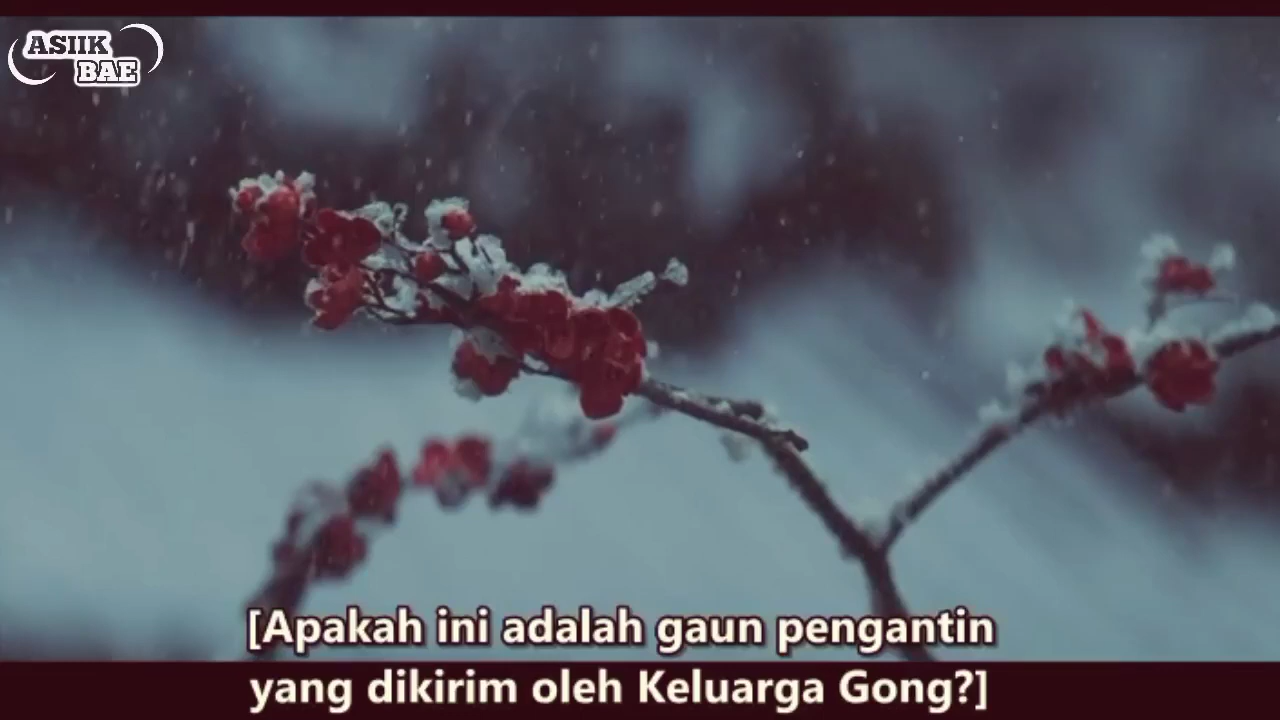 ASIIK
BAE
[Apakah ini adalah gaun pengantin
yang dikirim oleh Keluarga Gong?]